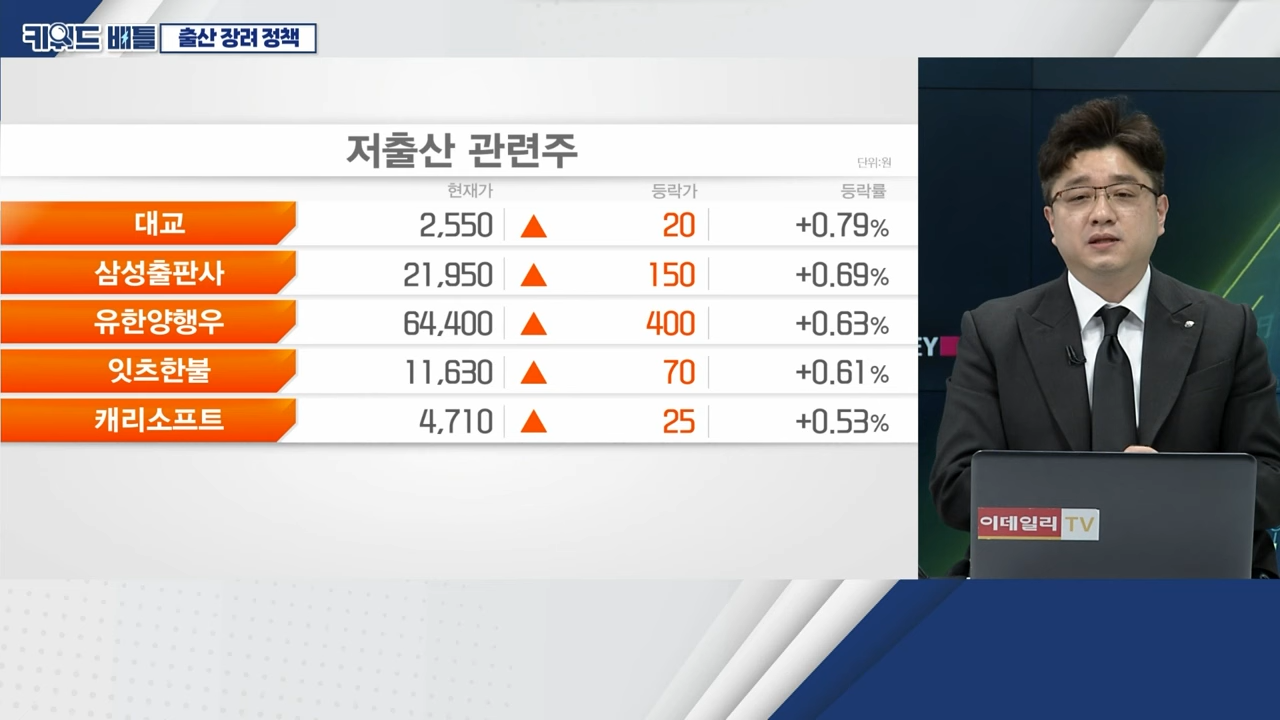 키워드 배틀 출산 장려 정책
저출산 관련주
단위:원
현재가 등락가 등락률
대교 2,550 ▲ 20 +0.79%
삼성출판사 21,950 ▲ 150 +0.69%
유한양행우 64,400 ▲ 400 +0.63%
잇츠한불 11,630 ▲ 70 +0.61%
캐리소프트 4,710 ▲ 25 +0.53%
EY
이데일리 TV